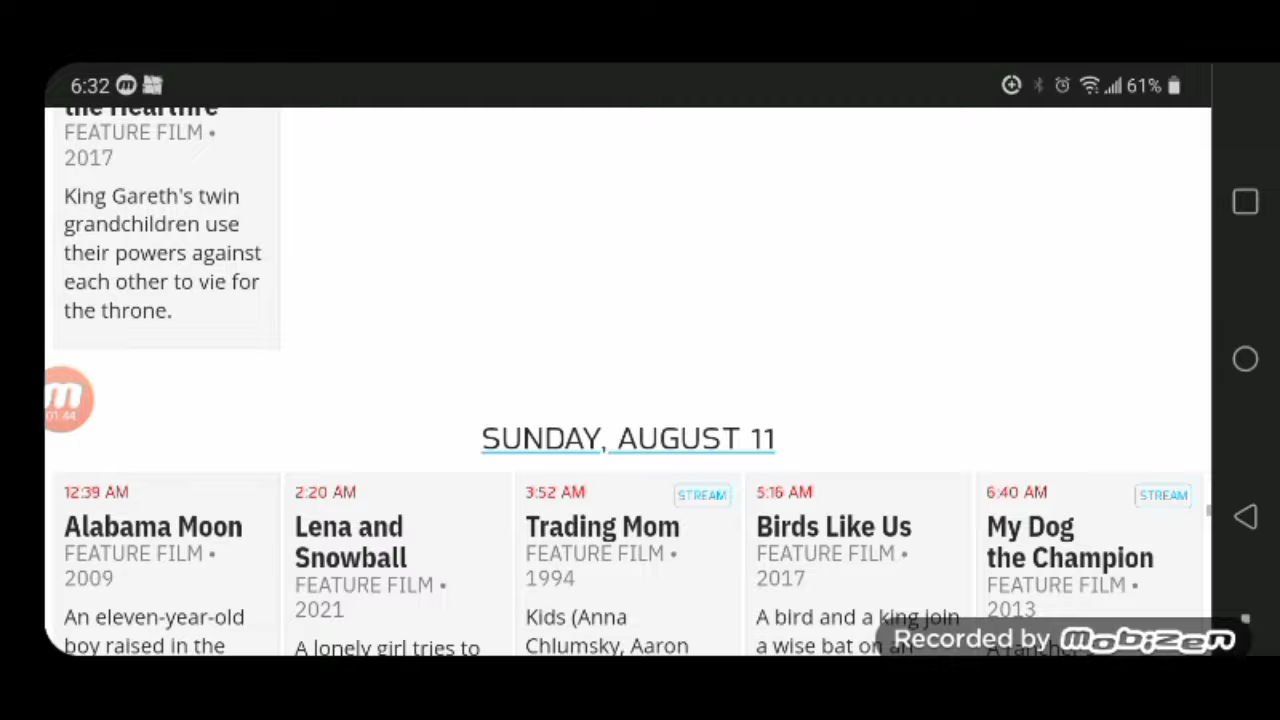 6:32
61%
the Heartfire
FEATURE FILM •
2017
King Gareth's twin
grandchildren use
their powers against
each other to vie for
the throne.
01:44
SUNDAY, AUGUST 11
12:39 AM
Alabama Moon
FEATURE FILM •
2009
An eleven-year-old
boy raised in the
2:20 AM
Lena and
Snowball
FEATURE FILM •
2021
A lonely girl tries to
3:52 AM STREAM
Trading Mom
FEATURE FILM •
1994
Kids (Anna
Chlumsky, Aaron
5:16 AM
Birds Like Us
FEATURE FILM •
2017
A bird and a king join
a wise bat on an
6:40 AM STREAM
My Dog
the Champion
FEATURE FILM •
2013
Recorded by mobizen